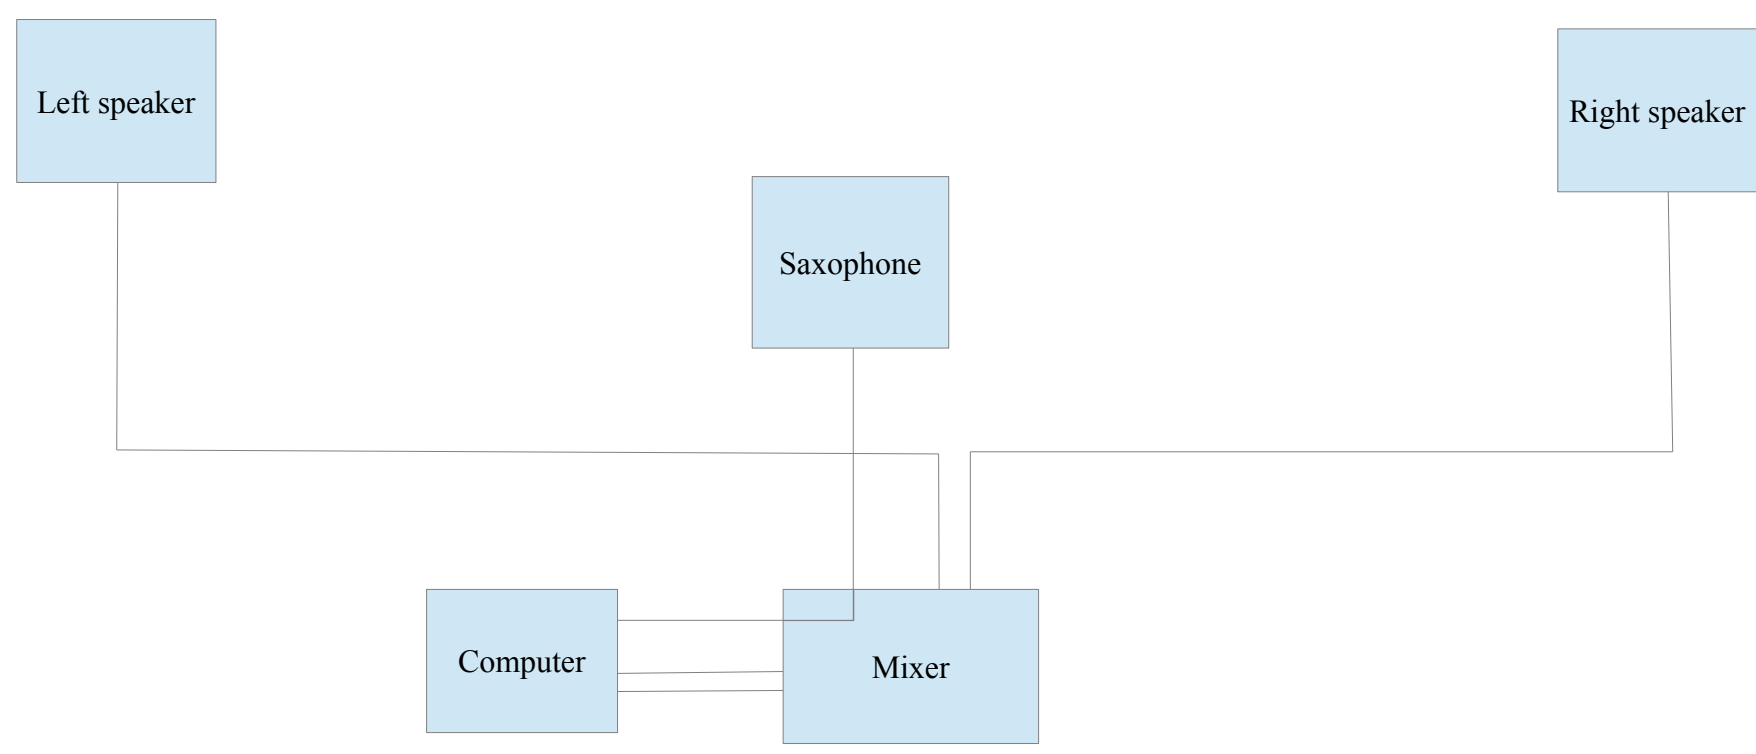 Left speaker
Right speaker
Saxophone
Computer
Mixer